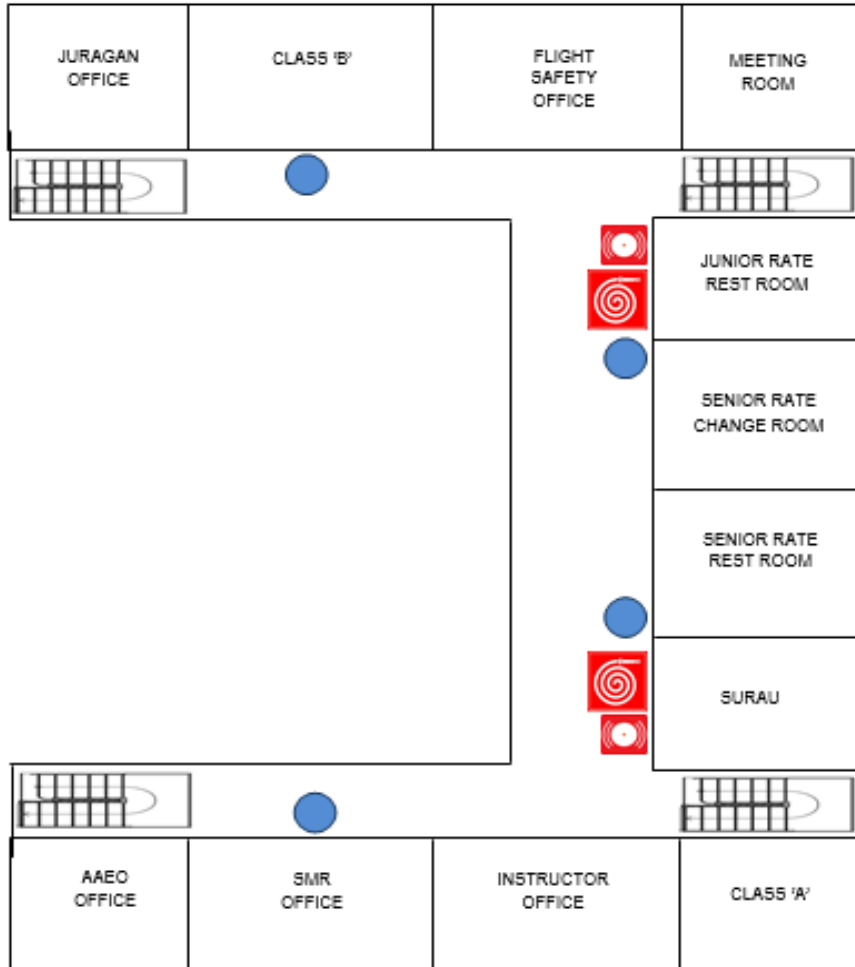 JURAGAN
OFFICE
CLASS 'B'
FLIGHT
SAFETY
OFFICE
MEETING
ROOM
JUNIOR RATE
REST ROOM
SENIOR RATE
CHANGE ROOM
SENIOR RATE
REST ROOM
SURAU
AAEO
OFFICE
SMR
OFFICE
INSTRUCTOR
OFFICE
CLASS 'A'